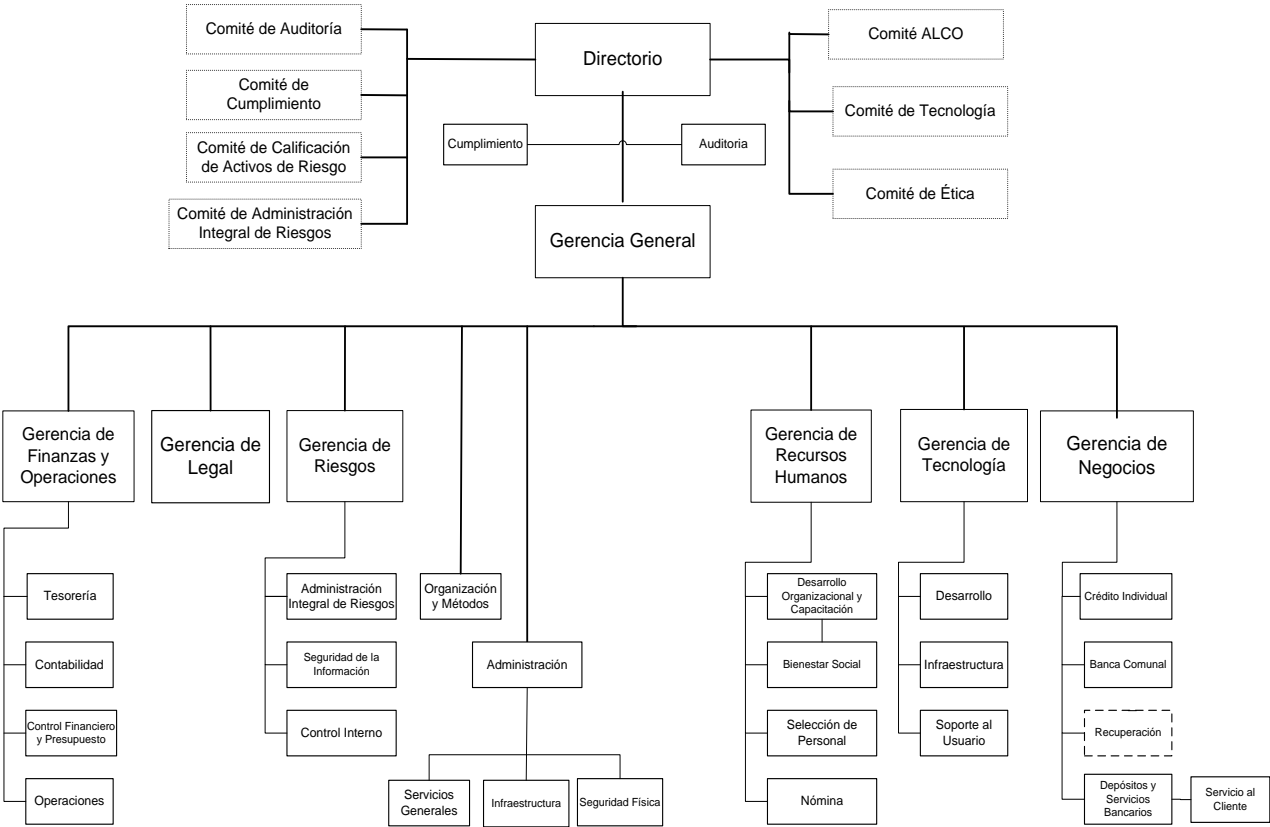 Comité de Auditoría
Directorio
Comité ALCO
Comité de
Cumplimiento
Comité de Tecnología
Cumplimiento
Auditoria
Comité de Calificación
de Activos de Riesgo
Comité de Ética
Comité de Administración
Integral de Riesgos
Gerencia General
Gerencia de
Finanzas y
Operaciones
Gerencia de
Legal
Gerencia de
Riesgos
Gerencia de
Recursos
Humanos
Gerencia de
Tecnología
Gerencia de
Negocios
Tesorería
Contabilidad
Control Financiero
y Presupuesto
Operaciones
Administración
Integral de Riesgos
Seguridad de la
Información
Control Interno
Organización
y Métodos
Administración
Servicios
Generales
Infraestructura
Seguridad Física
Desarrollo
Organizacional y
Capacitación
Bienestar Social
Selección de
Personal
Nómina
Desarrollo
Infraestructura
Soporte al
Usuario
Crédito Individual
Banca Comunal
Recuperación
Depósitos y
Servicios
Bancarios
Servicio al
Cliente